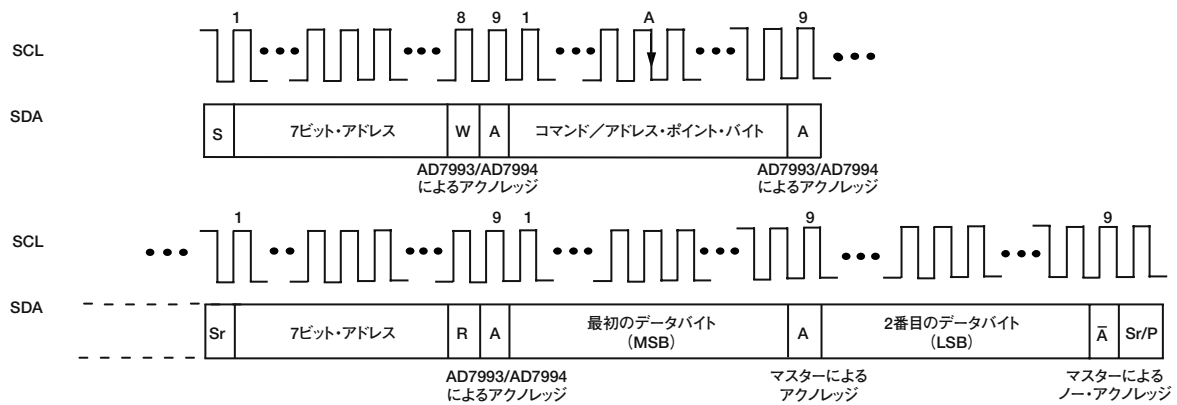 1 8 9 1 A 9
SCL
SDA
S 7ビット・アドレス W A コマンド/アドレス・ポイント・バイト A
AD7993/AD7994 AD7993/AD7994
によるアクノレッジ によるアクノレッジ
1 9 1 9 9
SCL
SDA
Sr 7ビット・アドレス R A 最初のデータバイト A 2番目のデータバイト A̅ Sr/P
(MSB) (LSB)
AD7993/AD7994 マスターによる マスターによる
によるアクノレッジ アクノレッジ ノー・アクノレッジ